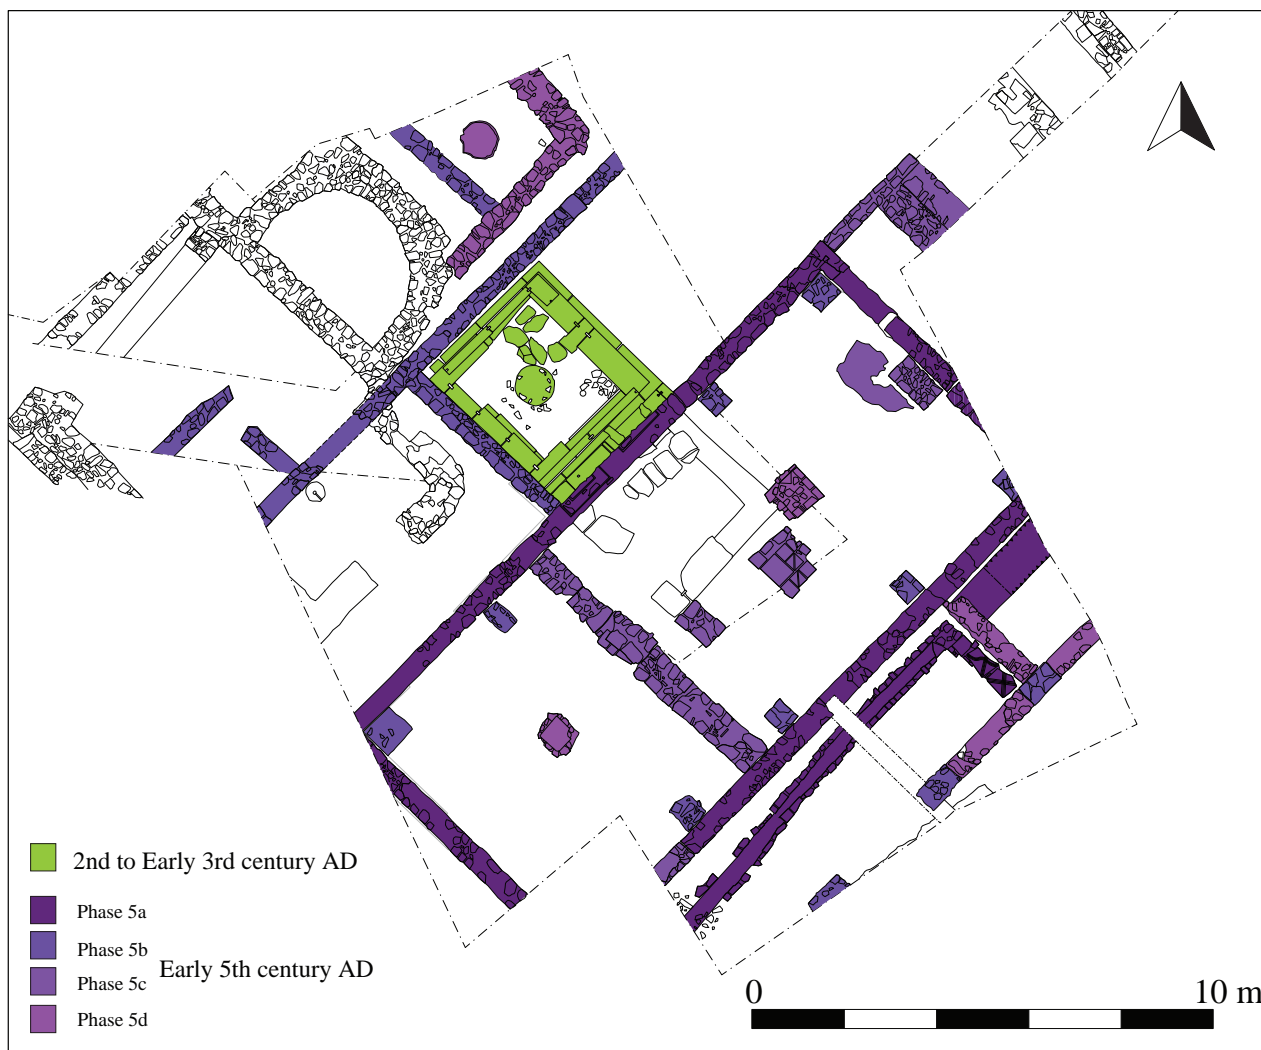 2nd to Early 3rd century AD
Phase 5a
Phase 5b
Early 5th century AD
Phase 5c
Phase 5d
0
10 m